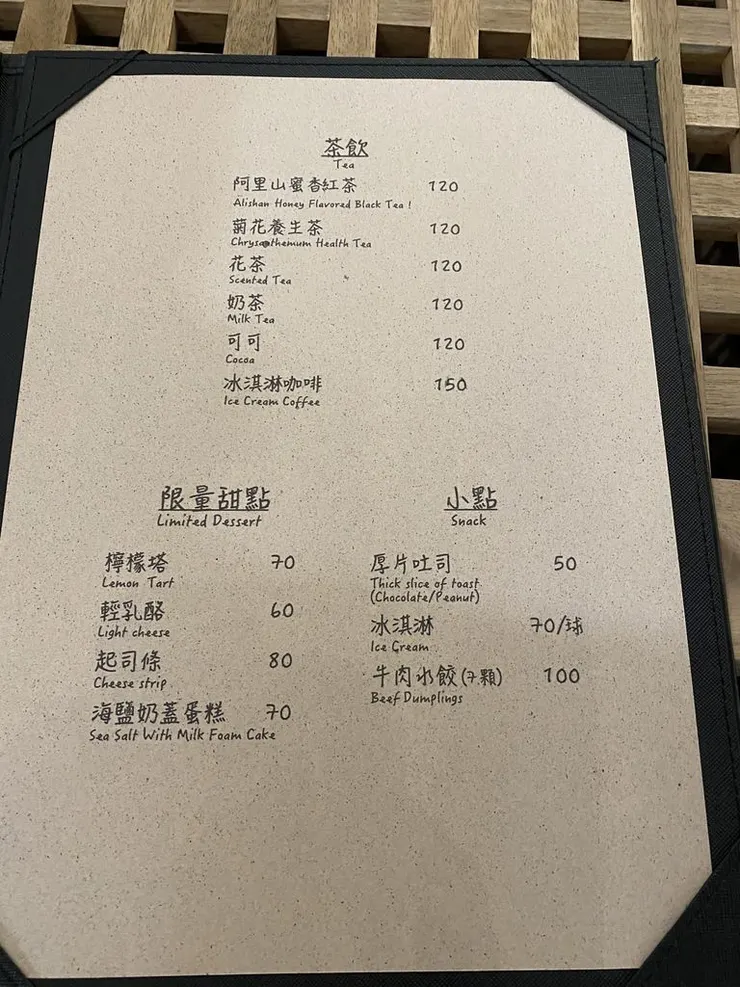 茶飲
Tea
阿里山蜜香紅茶 120
Alishan Honey Flavored Black Tea !
菊花養生茶 120
Chrysanthemum Health Tea
花茶 120
Scented Tea
奶茶 120
Milk Tea
可可 120
Cocoa
冰淇淋咖啡 150
Ice Cream Coffee
限量甜點
Limited Dessert
檸檬塔 70
Lemon Tart
輕乳酪 60
Light cheese
起司條 80
Cheese strip
海鹽奶蓋蛋糕 70
Sea Salt With Milk Foam Cake
小點
Snack
厚片吐司 50
Thick slice of toast
(Chocolate/Peanut)
冰淇淋 70/球
Ice Cream
牛肉水餃(7顆) 100
Beef Dumplings